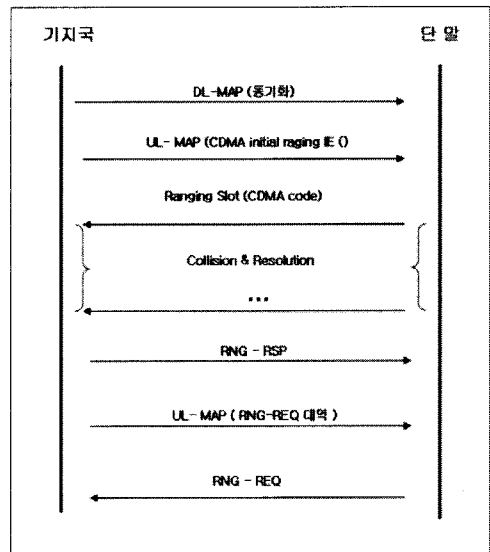 기지국
단 말
DL-MAP (동기화)
UL- MAP (CDMA initial raging IE ()
Ranging Slot (CDMA code)
Collision & Resolution
...
RNG - RSP
UL- MAP ( RNG-REQ 대역 )
RNG - REQ